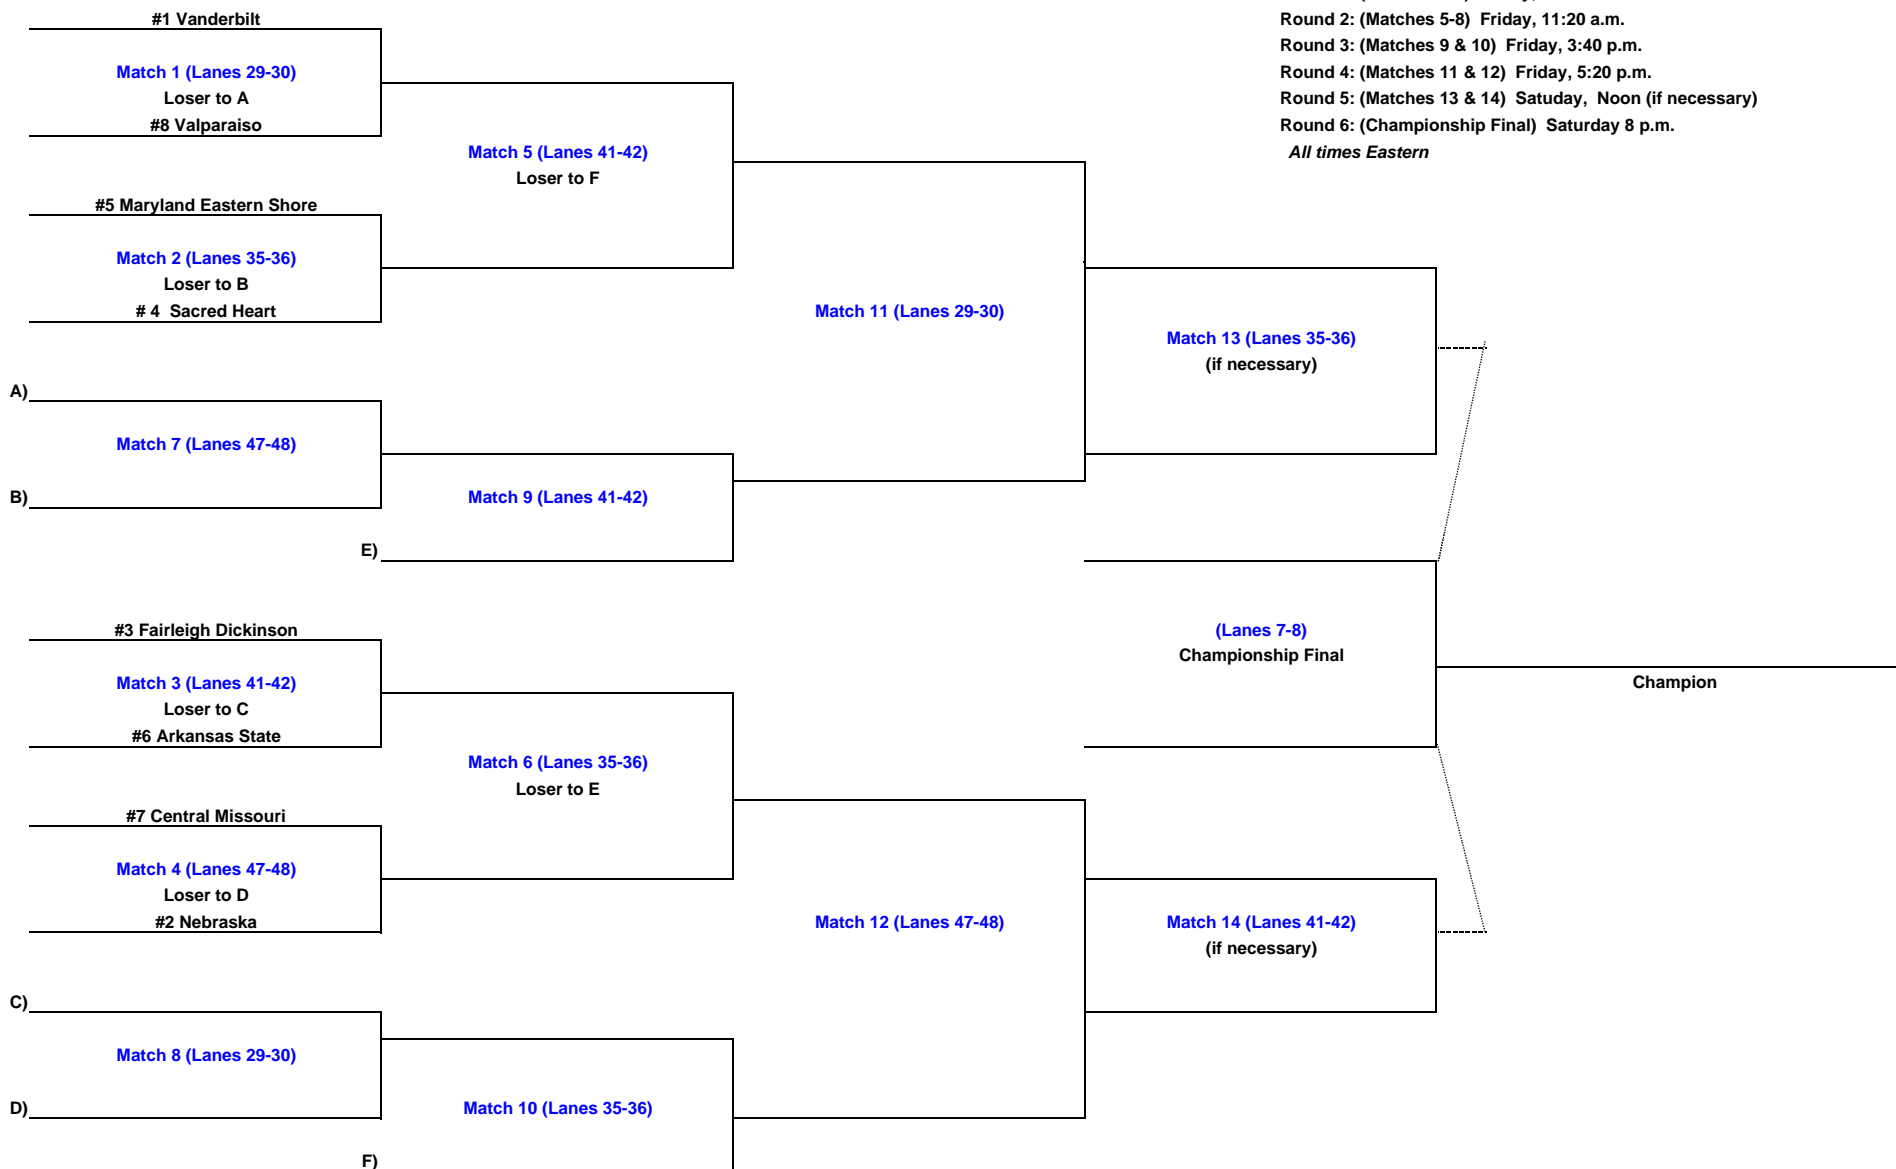 #1 Vanderbilt
Round 2: (Matches 5-8)  Friday, 11:20 a.m.
Round 3: (Matches 9 & 10)  Friday, 3:40 p.m.
Match 1 (Lanes 29-30)
Round 4: (Matches 11 & 12)  Friday, 5:20 p.m.
Loser to A
Round 5: (Matches 13 & 14)  Satuday,  Noon (if necessary)
#8 Valparaiso
Round 6: (Championship Final)  Saturday 8 p.m.
Match 5 (Lanes 41-42)
All times Eastern
Loser to F
#5 Maryland Eastern Shore
Match 2 (Lanes 35-36)
Loser to B
# 4  Sacred Heart
Match 11 (Lanes 29-30)
Match 13 (Lanes 35-36)
(if necessary)
A)
Match 7 (Lanes 47-48)
B)
Match 9 (Lanes 41-42)
E)
#3 Fairleigh Dickinson
(Lanes 7-8)
Championship Final
Match 3 (Lanes 41-42)
Champion
Loser to C
#6 Arkansas State
Match 6 (Lanes 35-36)
Loser to E
#7 Central Missouri
Match 4 (Lanes 47-48)
Loser to D
#2 Nebraska
Match 12 (Lanes 47-48)
Match 14 (Lanes 41-42)
(if necessary)
C)
Match 8 (Lanes 29-30)
D)
Match 10 (Lanes 35-36)
F)